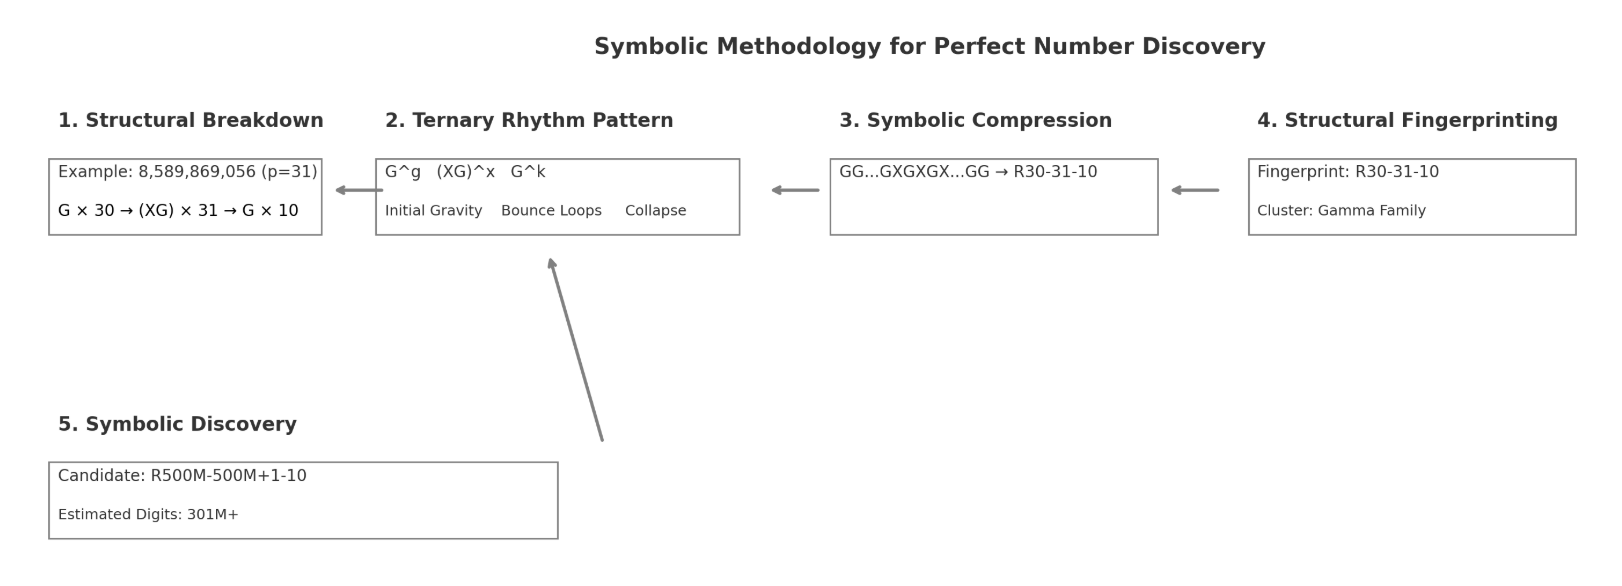 Symbolic Methodology for Perfect Number Discovery
1. Structural Breakdown
Example: 8,589,869,056 (p=31)
G × 30 → (XG) × 31 → G × 10
2. Ternary Rhythm Pattern
G^g (XG)^x G^k
Initial Gravity Bounce Loops Collapse
3. Symbolic Compression
GG...GXGXGX...GG → R30-31-10
4. Structural Fingerprinting
Fingerprint: R30-31-10
Cluster: Gamma Family
5. Symbolic Discovery
Candidate: R500M-500M+1-10
Estimated Digits: 301M+